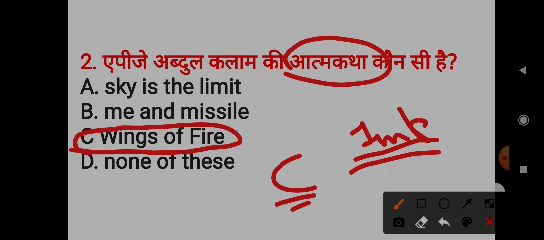 2. एपीजे अब्दुल कलाम की आत्मकथा कौन सी है?
A. sky is the limit
B. me and missile
C Wings of Fire
D. none of these
C